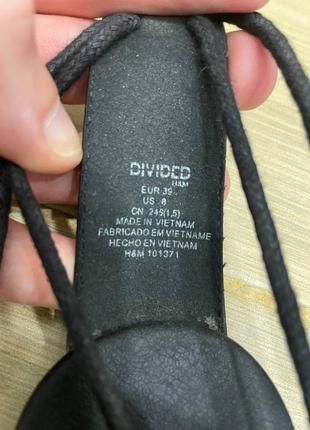 DIVIDED
H&M
EUR 39
US 8
CN 245(1.5)
MADE IN VIETNAM
FABRICADO EM VIETNAME
HECHO EN VIETNAM
H&M 101371